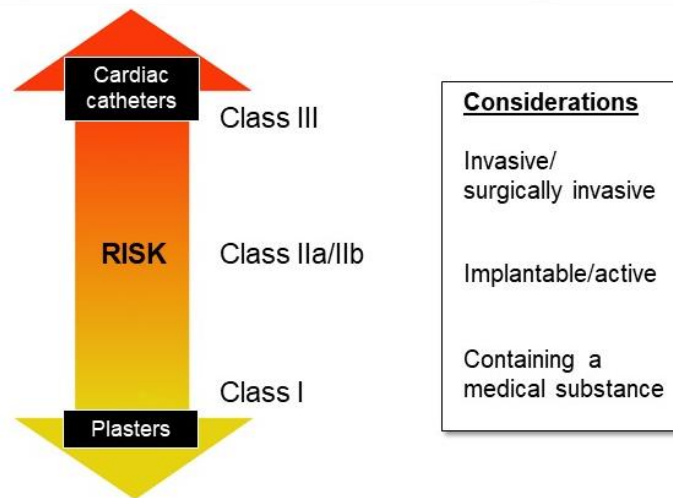 Cardiac
catheters
Class III
RISK
Class IIa/IIb
Class I
Plasters
Considerations
Invasive/
surgically invasive
Implantable/active
Containing a
medical substance